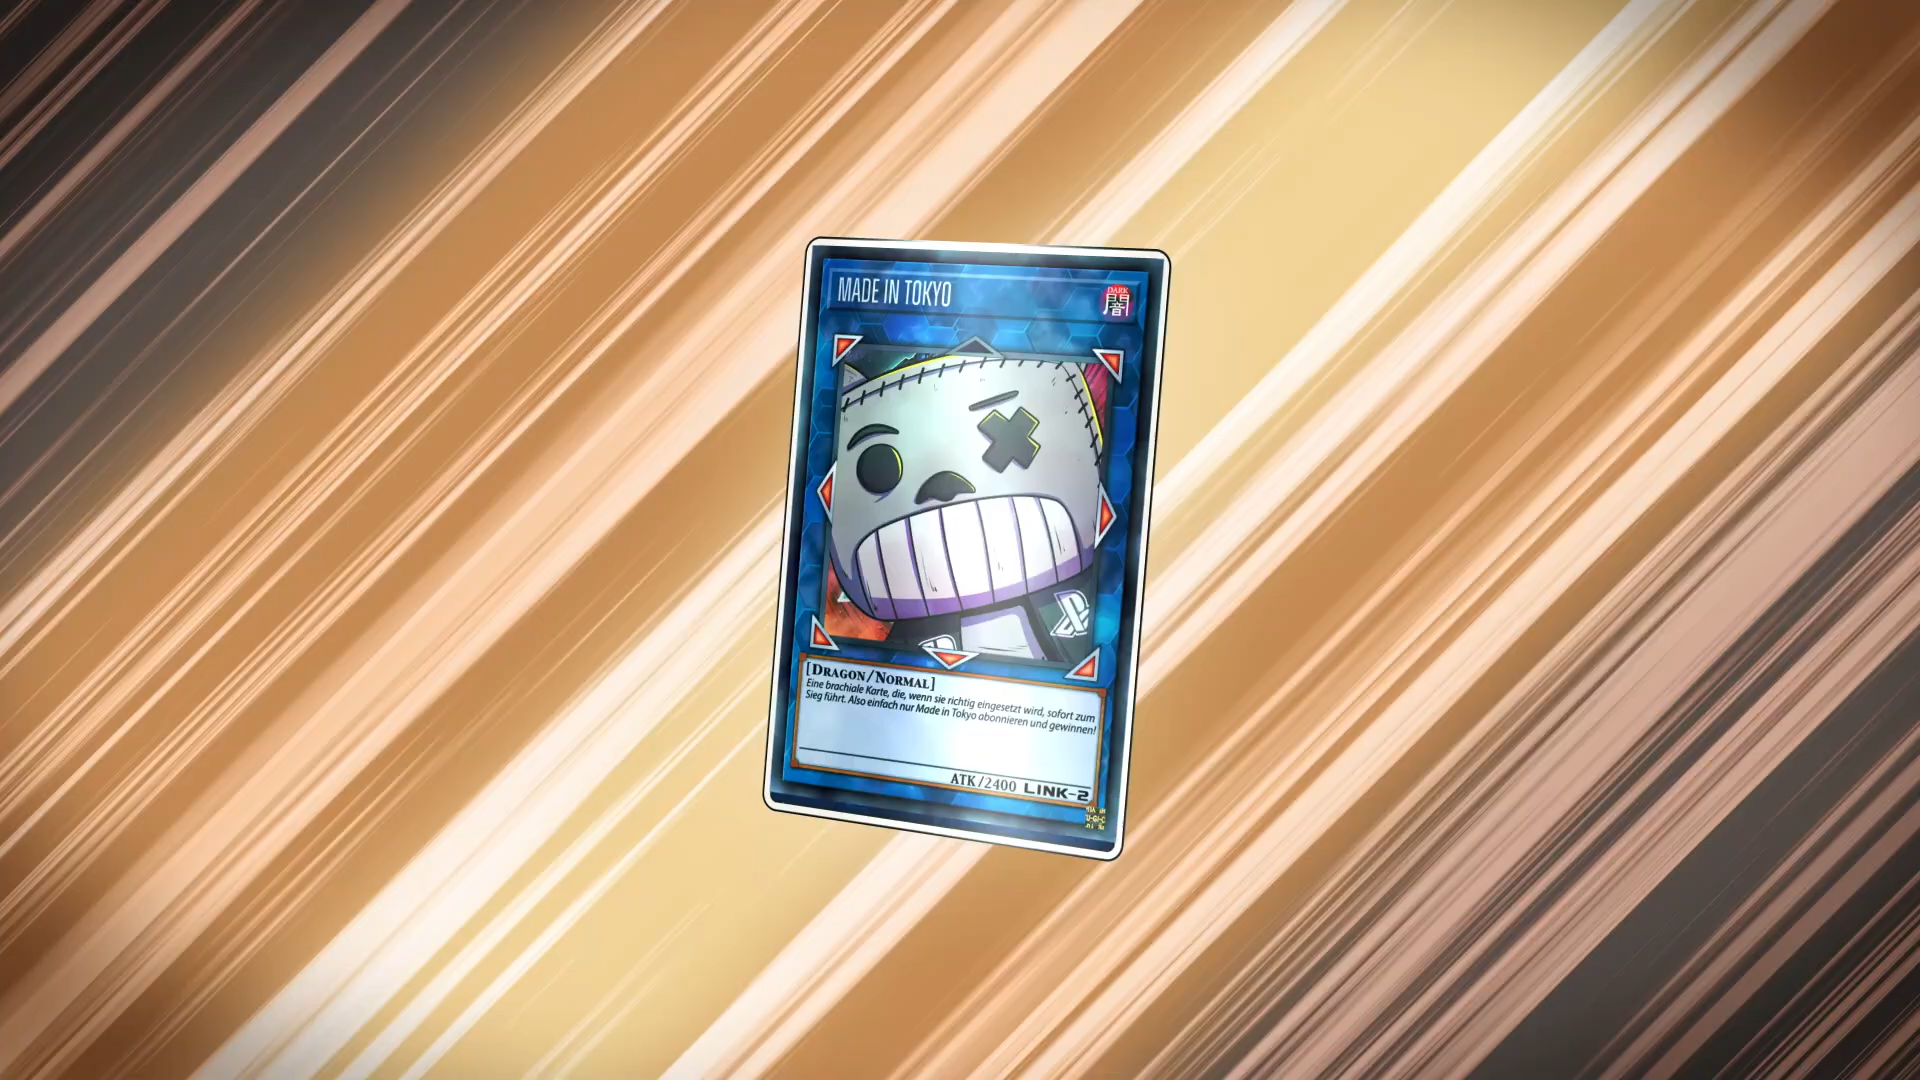 MADE IN TOKYO
DARK
闇
[DRAGON/NORMAL]
Eine brachiale Karte, die, wenn sie richtig eingesetzt wird, sofort zum
Sieg führt. Also einfach nur Made in Tokyo abonnieren und gewinnen!
ATK/2400 LINK-2